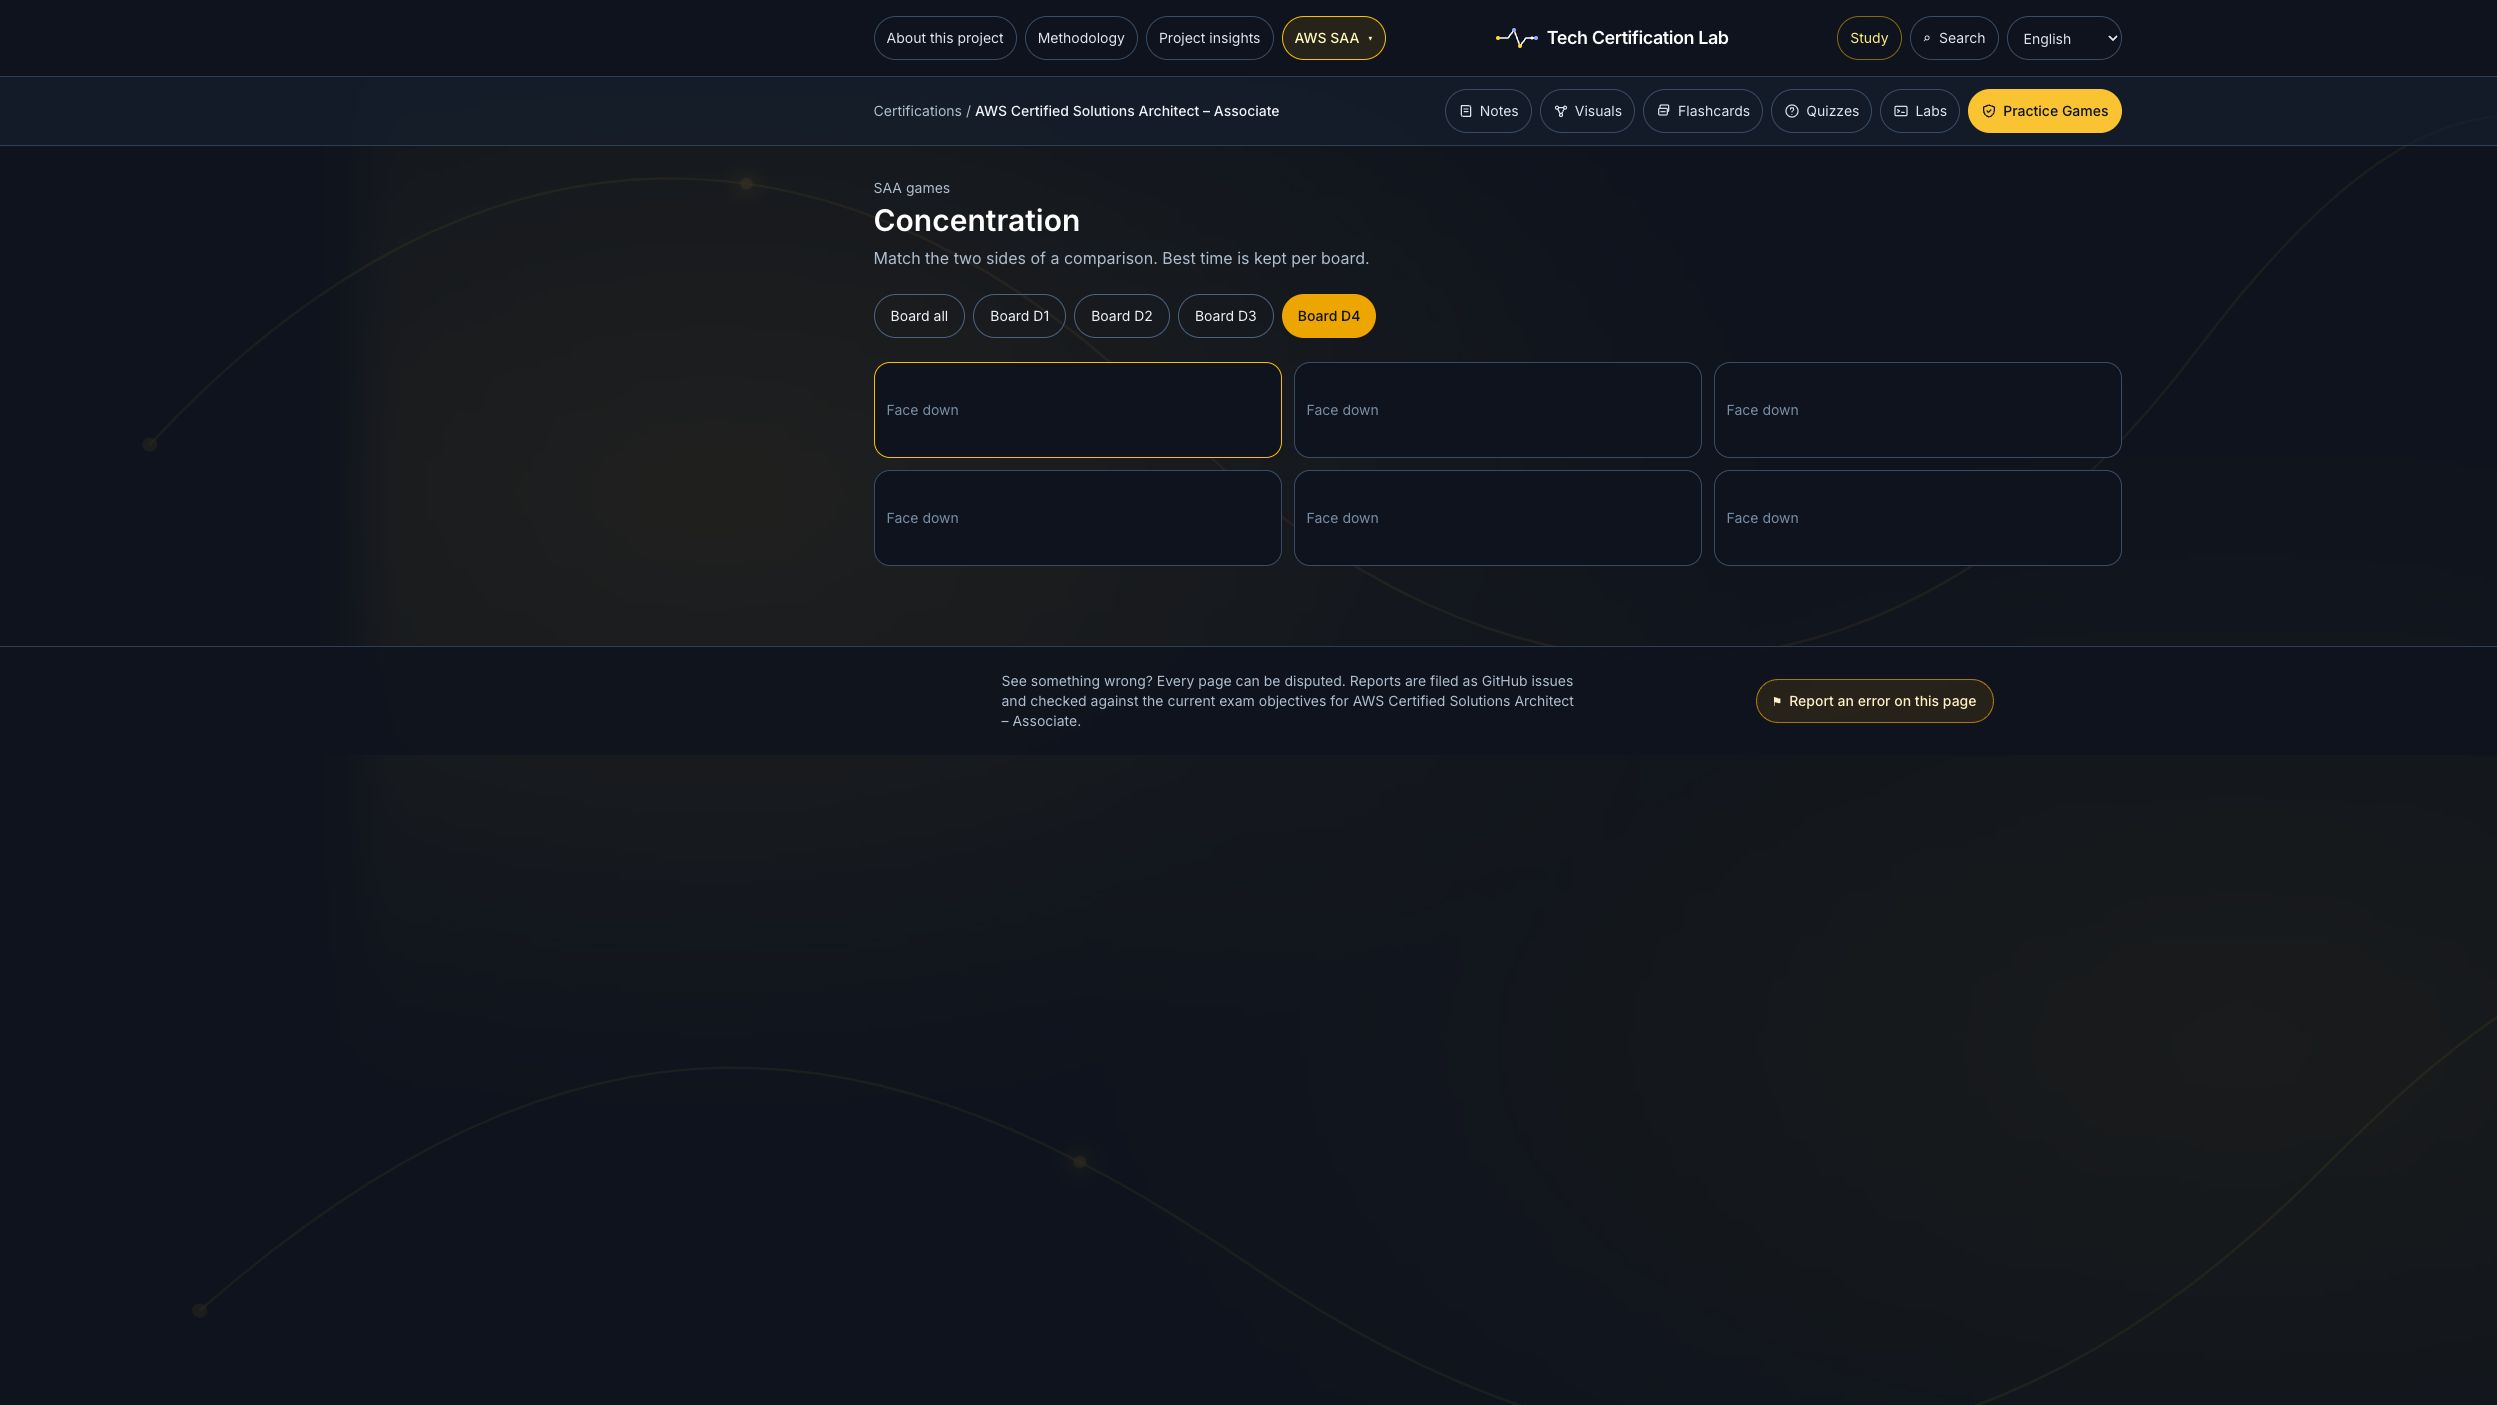 About this project
Methodology
Project insights
AWS SAA
Tech Certification Lab
Study
Search
English
Certifications / AWS Certified Solutions Architect – Associate
Notes
Visuals
Flashcards
Quizzes
Labs
Practice Games
SAA games
Concentration
Match the two sides of a comparison. Best time is kept per board.
Board all
Board D1
Board D2
Board D3
Board D4
Face down
Face down
Face down
Face down
Face down
Face down
See something wrong? Every page can be disputed. Reports are filed as GitHub issues
and checked against the current exam objectives for AWS Certified Solutions Architect
– Associate.
Report an error on this page